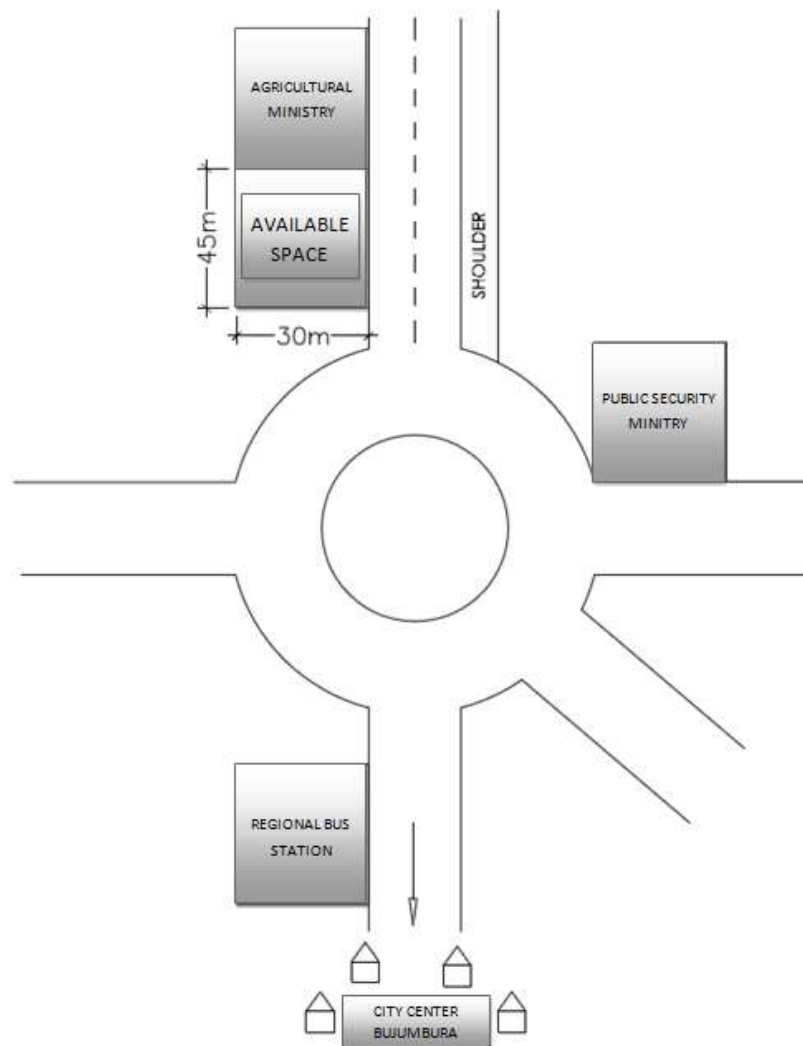 AGRICULTURAL
MINISTRY
AVAILABLE
SPACE
45m
30m
SHOULDER
PUBLIC SECURITY
MINITRY
REGIONAL BUS
STATION
CITY CENTER
BUJUMBURA